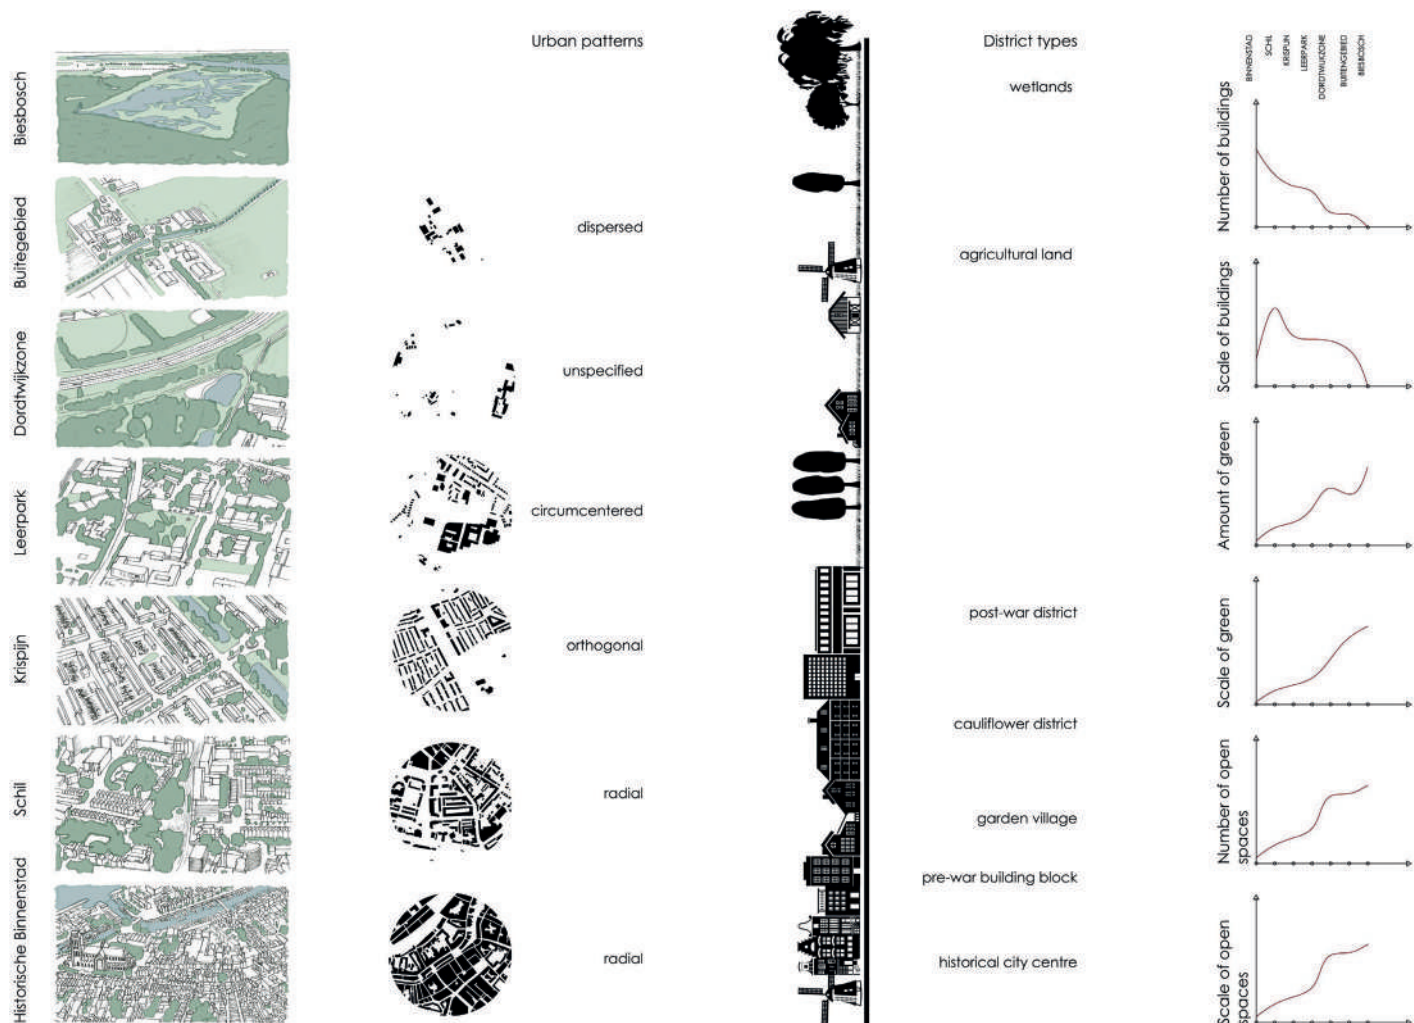 Urban patterns
District types
BINNENSTAD
SCHIL
KRISPIJN
LEERPARK
DORDTWIJKZONE
BUITENGEBIED
BIESBOSCH
Biesbosch
wetlands
Number of buildings
Buitegebied
dispersed
agricultural land
Scale of buildings
Dordtwijkzone
unspecified
Amount of green
Leerpark
circumcentered
Krispijn
orthogonal
post-war district
Scale of green
cauliflower district
Schil
radial
garden village
Number of open
spaces
pre-war building block
Historische Binnenstad
radial
historical city centre
Scale of open
spaces